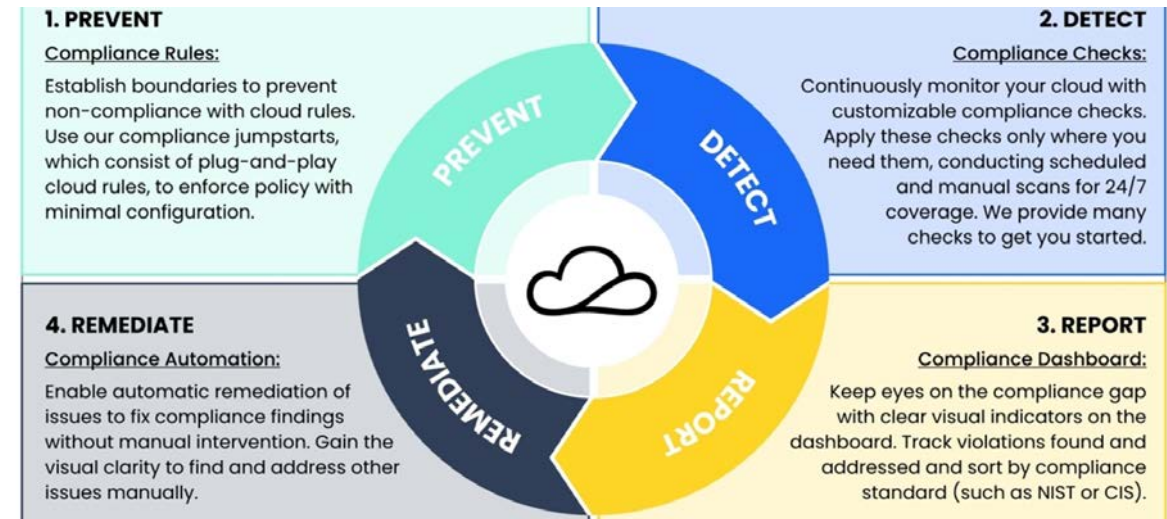 1. PREVENT
Compliance Rules:
Establish boundaries to prevent
non-compliance with cloud rules.
Use our compliance jumpstarts,
which consist of plug-and-play
cloud rules, to enforce policy with
minimal configuration.
2. DETECT
Compliance Checks:
Continuously monitor your cloud with
customizable compliance checks.
Apply these checks only where you
need them, conducting scheduled
and manual scans for 24/7
coverage. We provide many
checks to get you started.
PREVENT
DETECT
REMEDIATE
REPORT
4. REMEDIATE
Compliance Automation:
Enable automatic remediation of
issues to fix compliance findings
without manual intervention. Gain the
visual clarity to find and address other
issues manually.
3. REPORT
Compliance Dashboard:
Keep eyes on the compliance gap
with clear visual indicators on the
dashboard. Track violations found and
addressed and sort by compliance
standard (such as NIST or CIS).